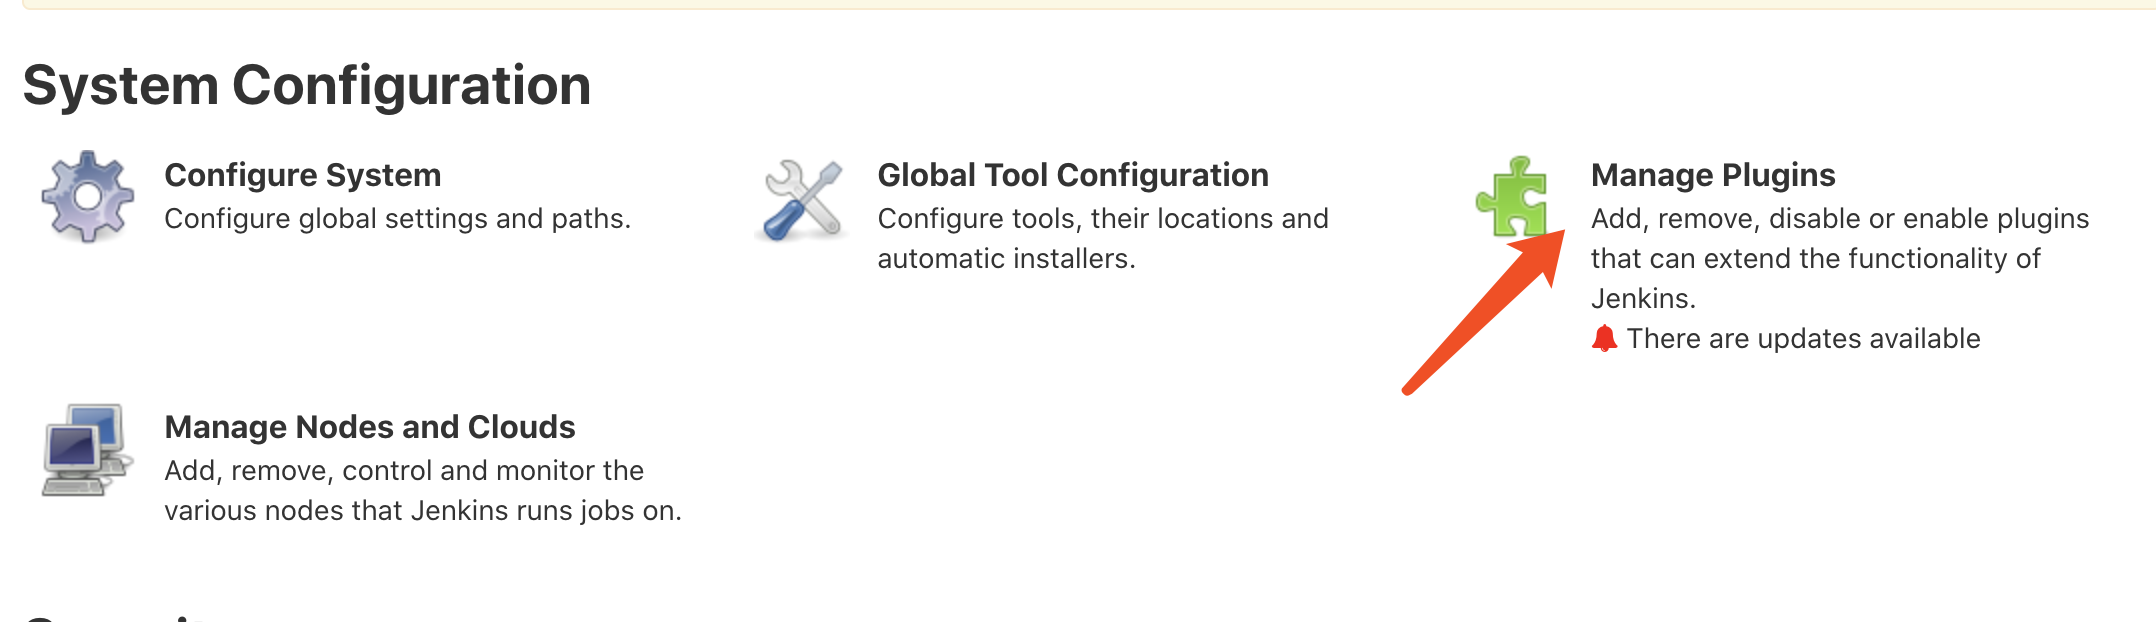 System Configuration
Configure System
Configure global settings and paths.
Global Tool Configuration
Configure tools, their locations and
automatic installers.
Manage Plugins
Add, remove, disable or enable plugins
that can extend the functionality of
Jenkins.
There are updates available
Manage Nodes and Clouds
Add, remove, control and monitor the
various nodes that Jenkins runs jobs on.